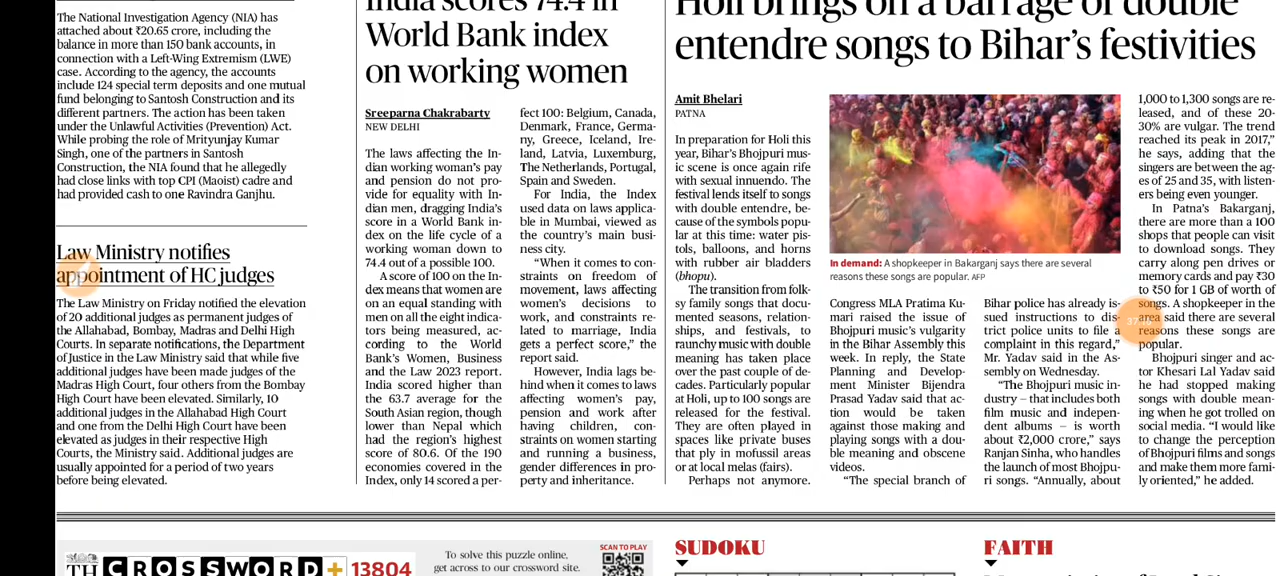 The National Investigation Agency (NIA) has
attached about ₹20.65 crore, including the
balance in more than 150 bank accounts, in
connection with a Left-Wing Extremism (LWE)
case. According to the agency, the accounts
include 124 special term deposits and one mutual
fund belonging to Santosh Construction and its
different partners. The action has been taken
under the Unlawful Activities (Prevention) Act.
While probing the role of Mrityunjay Kumar
Singh, one of the partners in Santosh
Construction, the NIA found that he allegedly
had close links with top CPI (Maoist) cadre and
had provided cash to one Ravindra Ganjhu.
Law Ministry notifies
appointment of HC judges
The Law Ministry on Friday notified the elevation
of 20 additional judges as permanent judges of
the Allahabad, Bombay, Madras and Delhi High
Courts. In separate notifications, the Department
of Justice in the Law Ministry said that while five
additional judges have been made judges of the
Madras High Court, four others from the Bombay
High Court have been elevated. Similarly, 10
additional judges in the Allahabad High Court
and one from the Delhi High Court have been
elevated as judges in their respective High
Courts, the Ministry said. Additional judges are
usually appointed for a period of two years
before being elevated.
India scores 74.4 in
World Bank index
on working women
Sreeparna Chakrabarty
NEW DELHI
The laws affecting the In-
dian working woman's pay
and pension do not pro-
vide for equality with In-
dian men, dragging India's
score in a World Bank in-
dex on the life cycle of a
working woman down to
74.4 out of a possible 100.
A score of 100 on the In-
dex means that women are
on an equal standing with
men on all the eight indica-
tors being measured, ac-
cording to the World
Bank's Women, Business
and the Law 2023 report.
India scored higher than
the 63.7 average for the
South Asian region, though
lower than Nepal which
had the region's highest
score of 80.6. Of the 190
economies covered in the
Index, only 14 scored a per-
fect 100: Belgium, Canada,
Denmark, France, Germa-
ny, Greece, Iceland, Ire-
land, Latvia, Luxemburg,
The Netherlands, Portugal,
Spain and Sweden.
For India, the Index
used data on laws applica-
ble in Mumbai, viewed as
the country's main busi-
ness city.
"When it comes to con-
straints on freedom of
movement, laws affecting
women's decisions to
work, and constraints re-
lated to marriage, India
gets a perfect score," the
report said.
However, India lags be-
hind when it comes to laws
affecting women's pay,
pension and work after
having children, con-
straints on women starting
and running a business,
gender differences in pro-
perty and inheritance.
Holi brings on a barrage of double
entendre songs to Bihar's festivities
Amit Bhelari
PATNA
In preparation for Holi this
year, Bihar's Bhojpuri mus-
ic scene is once again rife
with sexual innuendo. The
festival lends itself to songs
with double entendre, be-
cause of the symbols popu-
lar at this time: water pis-
tols, balloons, and horns
with rubber air bladders
(bhopu).
The transition from folk-
sy family songs that docu-
mented seasons, relation-
ships, and festivals, to
raunchy music with double
meaning has taken place
over the past couple of de-
cades. Particularly popular
at Holi, up to 100 songs are
released for the festival.
They are often played in
spaces like private buses
that ply in mofussil areas
or at local melas (fairs).
Perhaps not anymore.
In demand: A shopkeeper in Bakarganj says there are several
reasons these songs are popular. AFP
Congress MLA Pratima Ku-
mari raised the issue of
Bhojpuri music's vulgarity
in the Bihar Assembly this
week. In reply, the State
Planning and Develop-
ment Minister Bijendra
Prasad Yadav said that ac-
tion would be taken
against those making and
playing songs with a dou-
ble meaning and obscene
videos.
"The special branch of
Bihar police has already is-
sued instructions to dis-
trict police units to file a
complaint in this regard,"
Mr. Yadav said in the As-
sembly on Wednesday.
"The Bhojpuri music in-
dustry – that includes both
film music and indepen-
dent albums – is worth
about ₹2,000 crore," says
Ranjan Sinha, who handles
the launch of most Bhojpu-
ri songs. "Annually, about
1,000 to 1,300 songs are re-
leased, and of these 20-
30% are vulgar. The trend
reached its peak in 2017,"
he says, adding that the
singers are between the ag-
es of 25 and 35, with listen-
ers being even younger.
In Patna's Bakarganj,
there are more than a 100
shops that people can visit
to download songs. They
carry along pen drives or
memory cards and pay ₹30
to ₹50 for 1 GB of worth of
songs. A shopkeeper in the
area said there are several
reasons these songs are
popular.
Bhojpuri singer and ac-
tor Khesari Lal Yadav said
he had stopped making
songs with double mean-
ing when he got trolled on
social media. "I would like
to change the perception
of Bhojpuri films and songs
and make them more fami-
ly oriented," he added.
TH CROSSWORD+ 13804
To solve this puzzle online,
get across to our crossword site.
SCAN TO PLAY
SUDOKU
FAITH